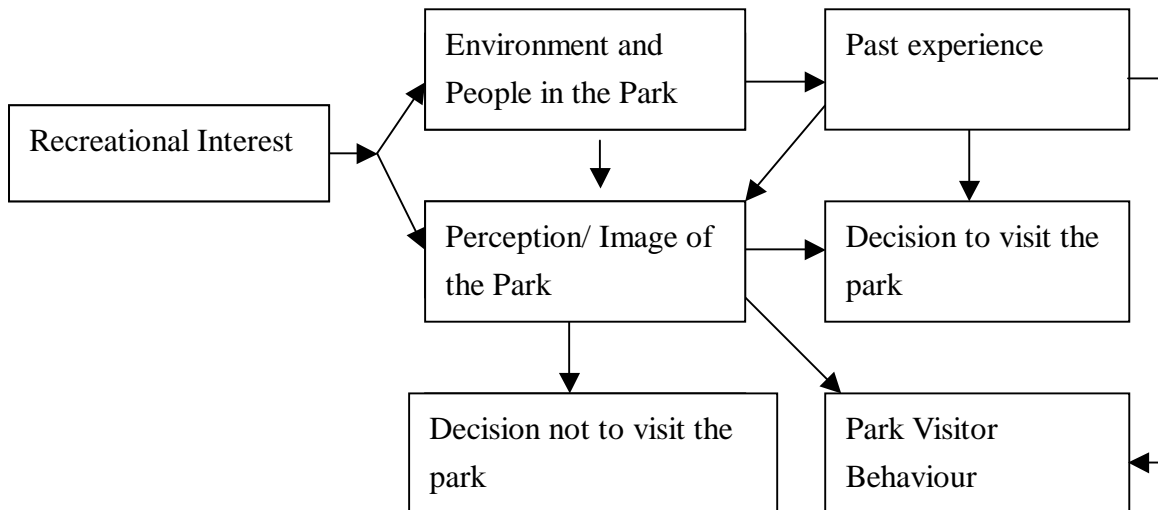 Environment and
People in the Park
Past experience
Recreational Interest
Perception/ Image of
the Park
Decision to visit the
park
Decision not to visit the
park
Park Visitor
Behaviour